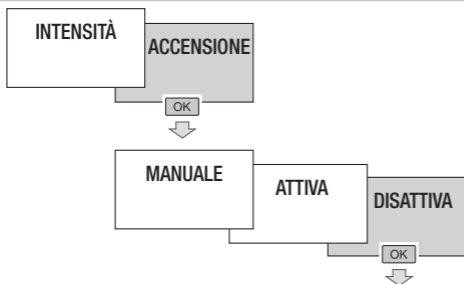 INTENSITÀ
ACCENSIONE
OK
MANUALE
ATTIVA
DISATTIVA
OK